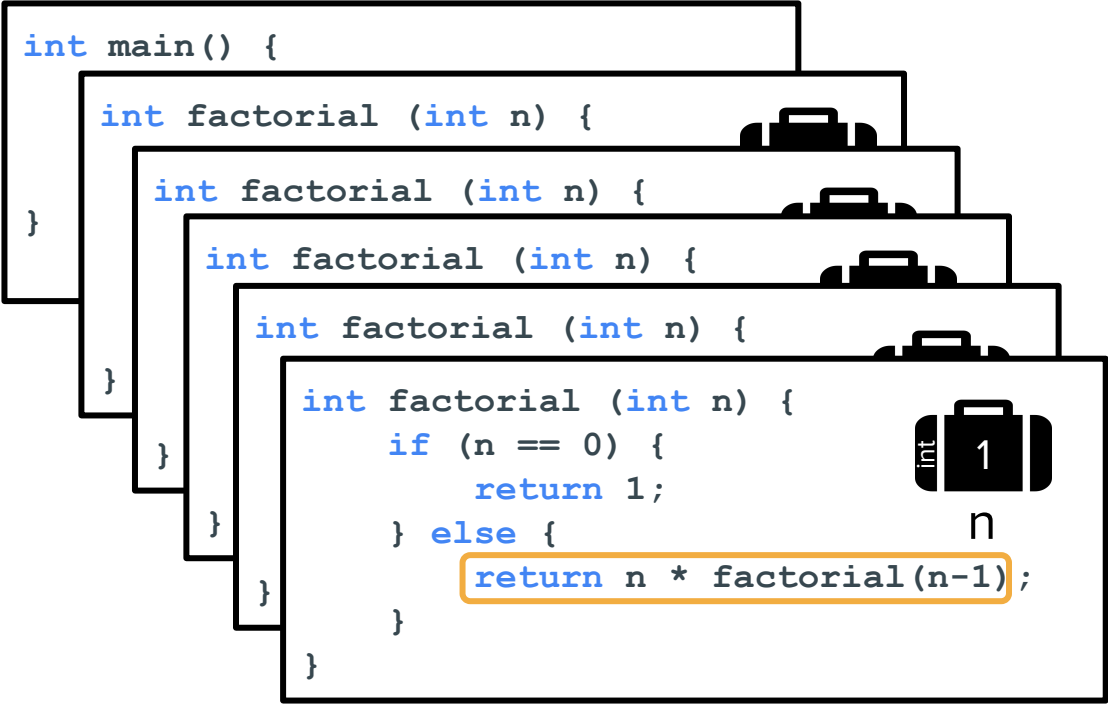 int main() {
int factorial (int n) {
int factorial (int n) {
}
int factorial (int n) {
int factorial (int n) {
}
int factorial (int n) {
if (n == 0) {
int 1
}
return 1;
}
} else {
n
return n * factorial(n-1);
}
}
}